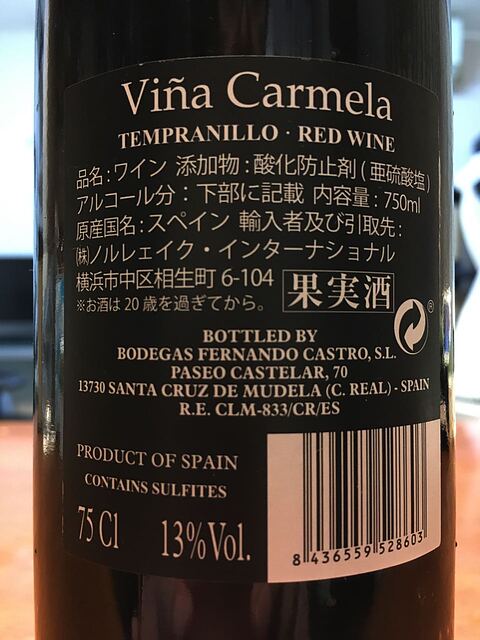 Viña Carmela
TEMPRANILLO · RED WINE
品名:ワイン 添加物:酸化防止剤(亜硫酸塩)
アルコール分:下部に記載 内容量:750ml
原産国名:スペイン 輸入者及び引取先:
㈱ノルレェイク・インターナショナル
横浜市中区相生町 6-104
※お酒は 20 歳を過ぎてから。
果実酒
®
BOTTLED BY
BODEGAS FERNANDO CASTRO, S.L.
PASEO CASTELAR, 70
13730 SANTA CRUZ DE MUDELA (C. REAL) - SPAIN
R.E. CLM-833/CR/ES
PRODUCT OF SPAIN
CONTAINS SULFITES
75 Cl 13%Vol.
8 436559 528603